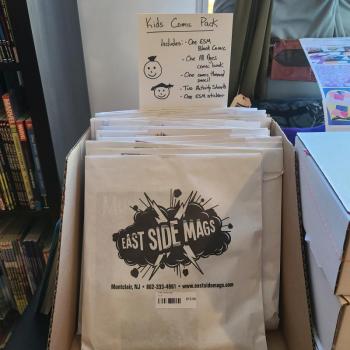 Kids Comic Pack
Includes: - One ESM
Blank Comic
- One All Ages
comic book
- One comic themed
pencil
- Two Activity Sheets
- One ESM sticker
EAST SIDE MAGS
Montclair, NJ • 862-333-4961 • www.eastsidemags.com